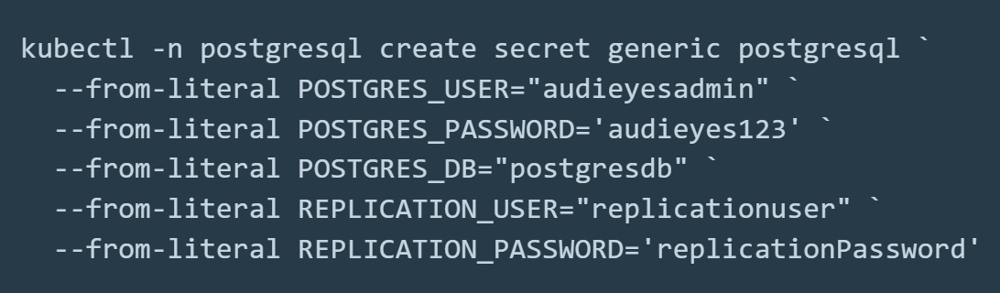 kubectl -n postgresql create secret generic postgresql `
  --from-literal POSTGRES_USER="audieyesadmin" `
  --from-literal POSTGRES_PASSWORD='audieyes123' `
  --from-literal POSTGRES_DB="postgresdb" `
  --from-literal REPLICATION_USER="replicationuser" `
  --from-literal REPLICATION_PASSWORD='replicationPassword'